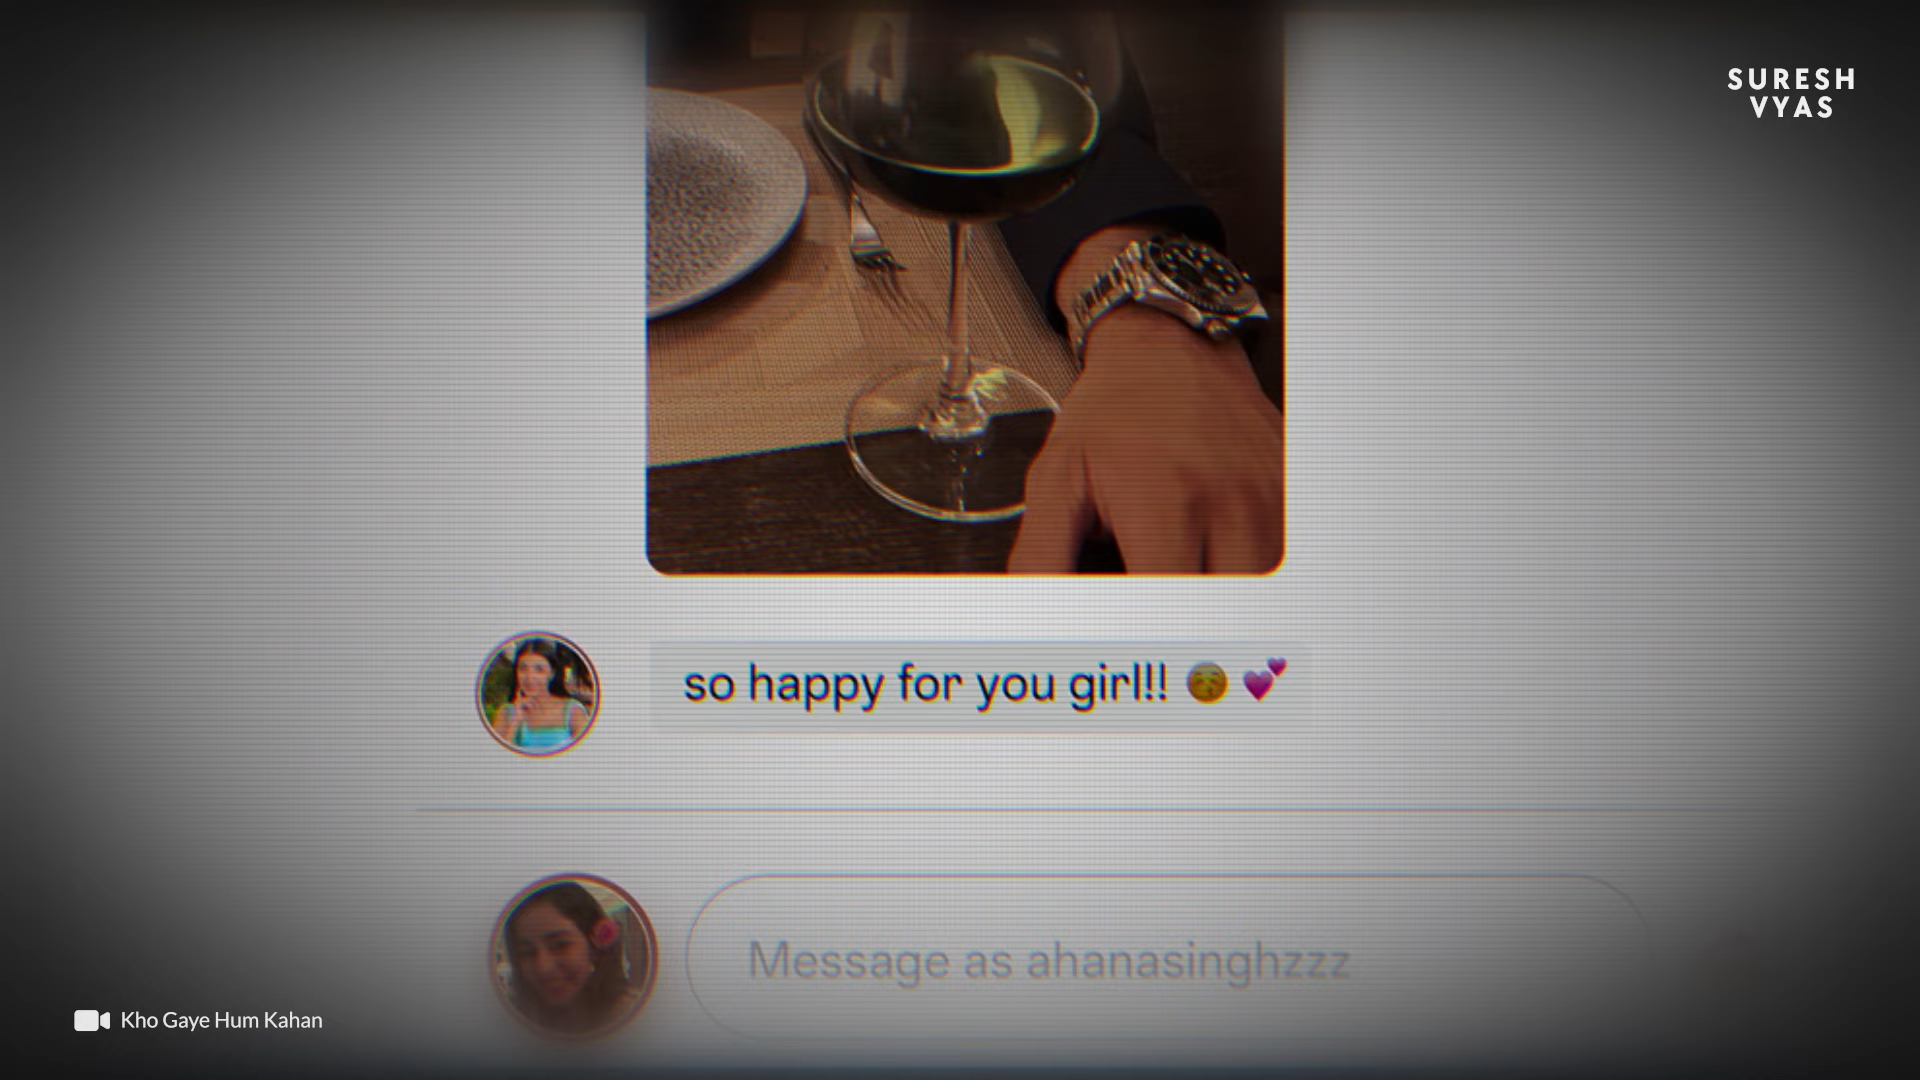 SURESH
VYAS
so happy for you girl!! 😚 💕
Message as ahanasinghzzz
Kho Gaye Hum Kahan